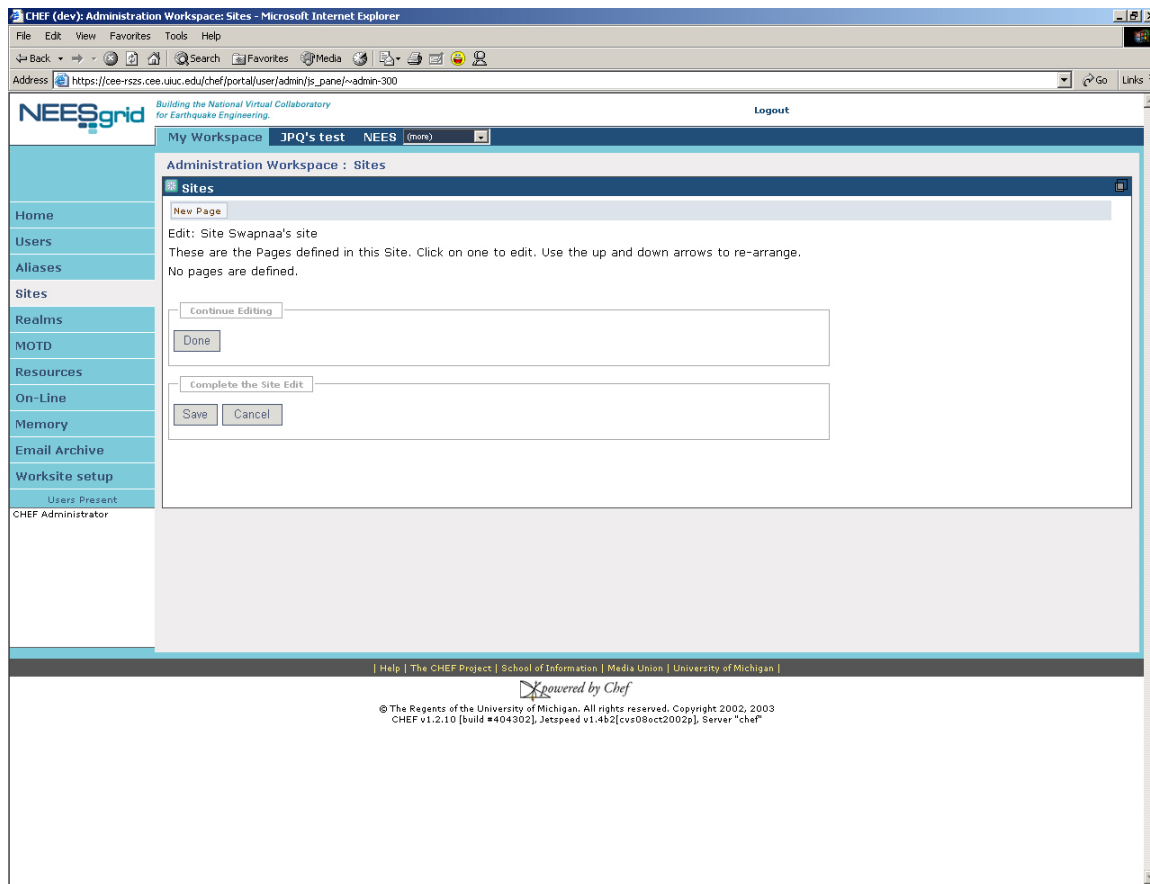 CHEF (dev): Administration Workspace: Sites - Microsoft Internet Explorer
File Edit View Favorites Tools Help
Back Search Favorites Media
Address https://cee-rszs.cee.uiuc.edu/chef/portal/user/admin/js_pane/~admin-300 Go Links
NEESgrid
Building the National Virtual Collaboratory
for Earthquake Engineering.
Logout
My Workspace JPQ's test NEES (more)
Administration Workspace : Sites
Sites
New Page
Edit: Site Swapnaa's site
These are the Pages defined in this Site. Click on one to edit. Use the up and down arrows to re-arrange.
No pages are defined.
Continue Editing
Done
Complete the Site Edit
Save Cancel
Home
Users
Aliases
Sites
Realms
MOTD
Resources
On-Line
Memory
Email Archive
Worksite setup
Users Present
CHEF Administrator
| Help | The CHEF Project | School of Information | Media Union | University of Michigan |
powered by Chef
© The Regents of the University of Michigan. All rights reserved. Copyright 2002, 2003
CHEF v1.2.10 [build #404302], Jetspeed v1.4b2[cvs08oct2002p], Server "chef"